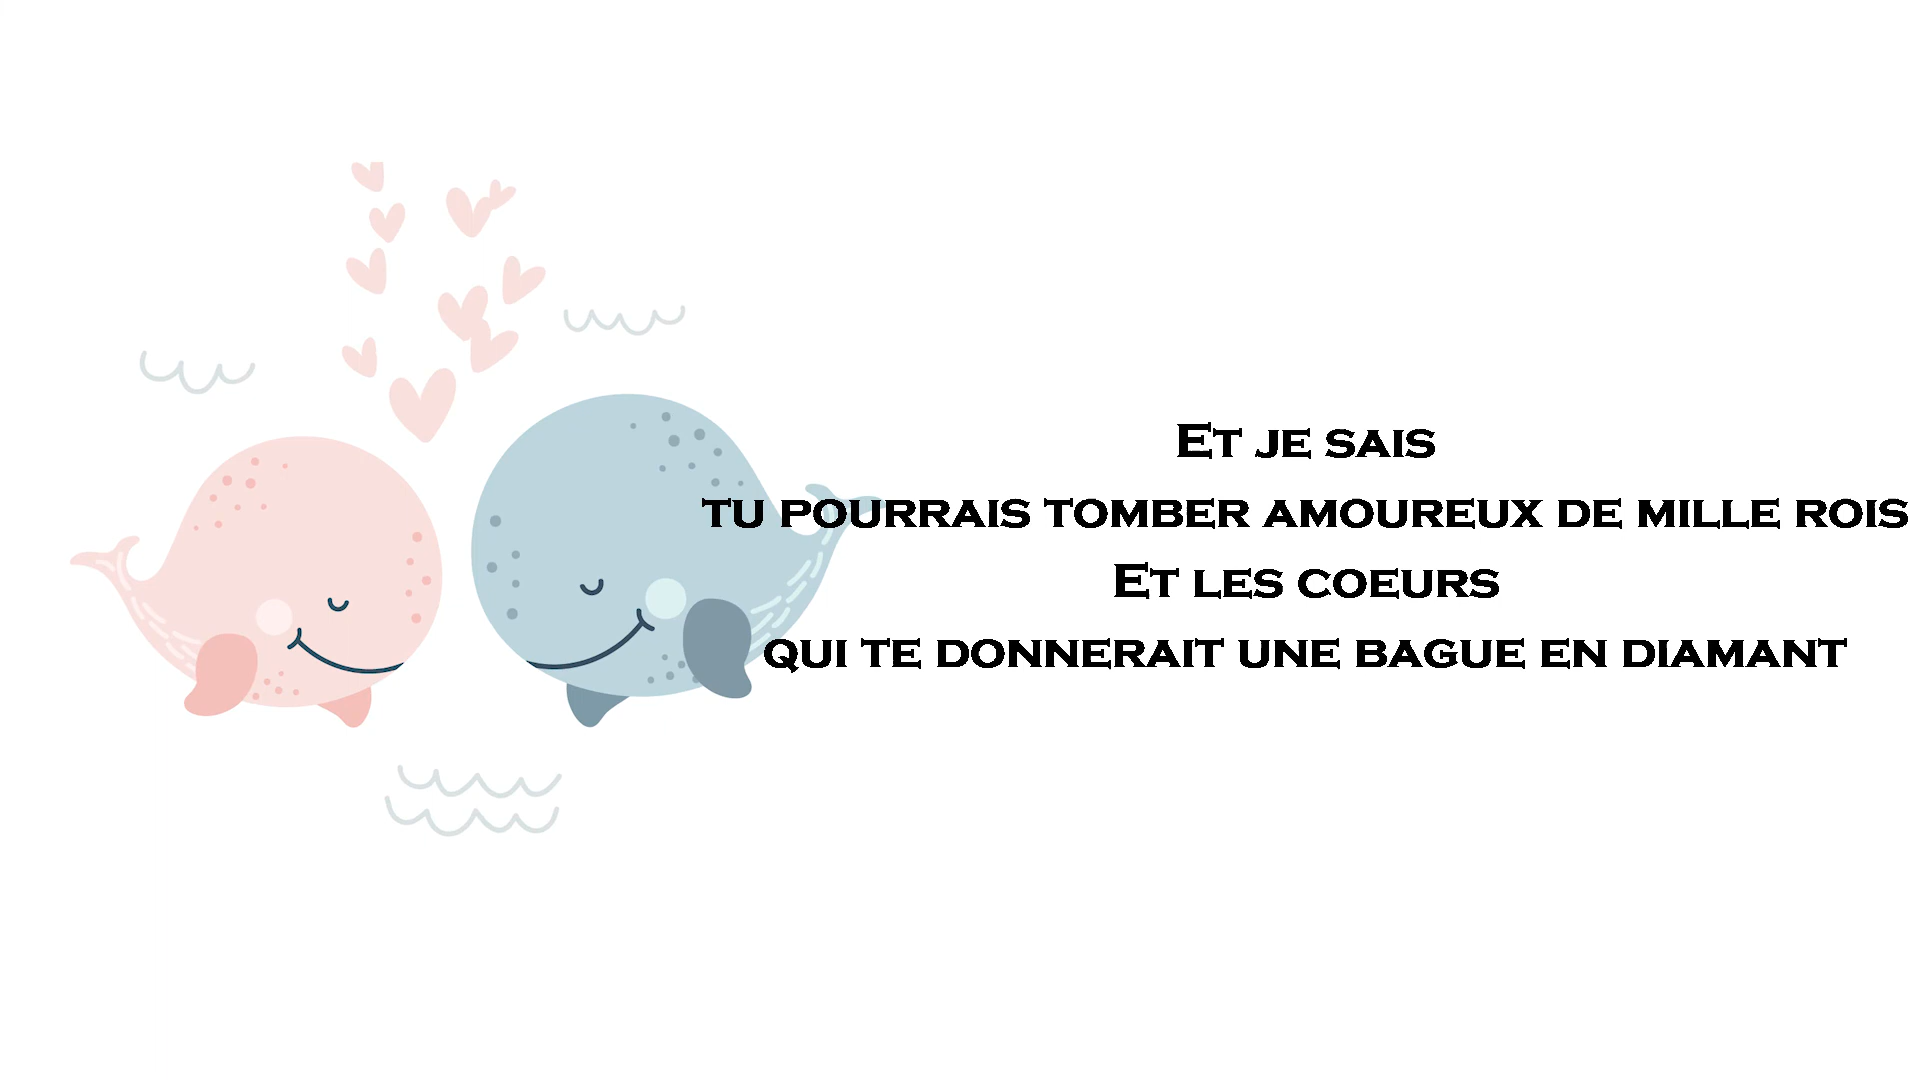 Et je sais
tu pourrais tomber amoureux de mille rois
Et les coeurs
qui te donnerait une bague en diamant